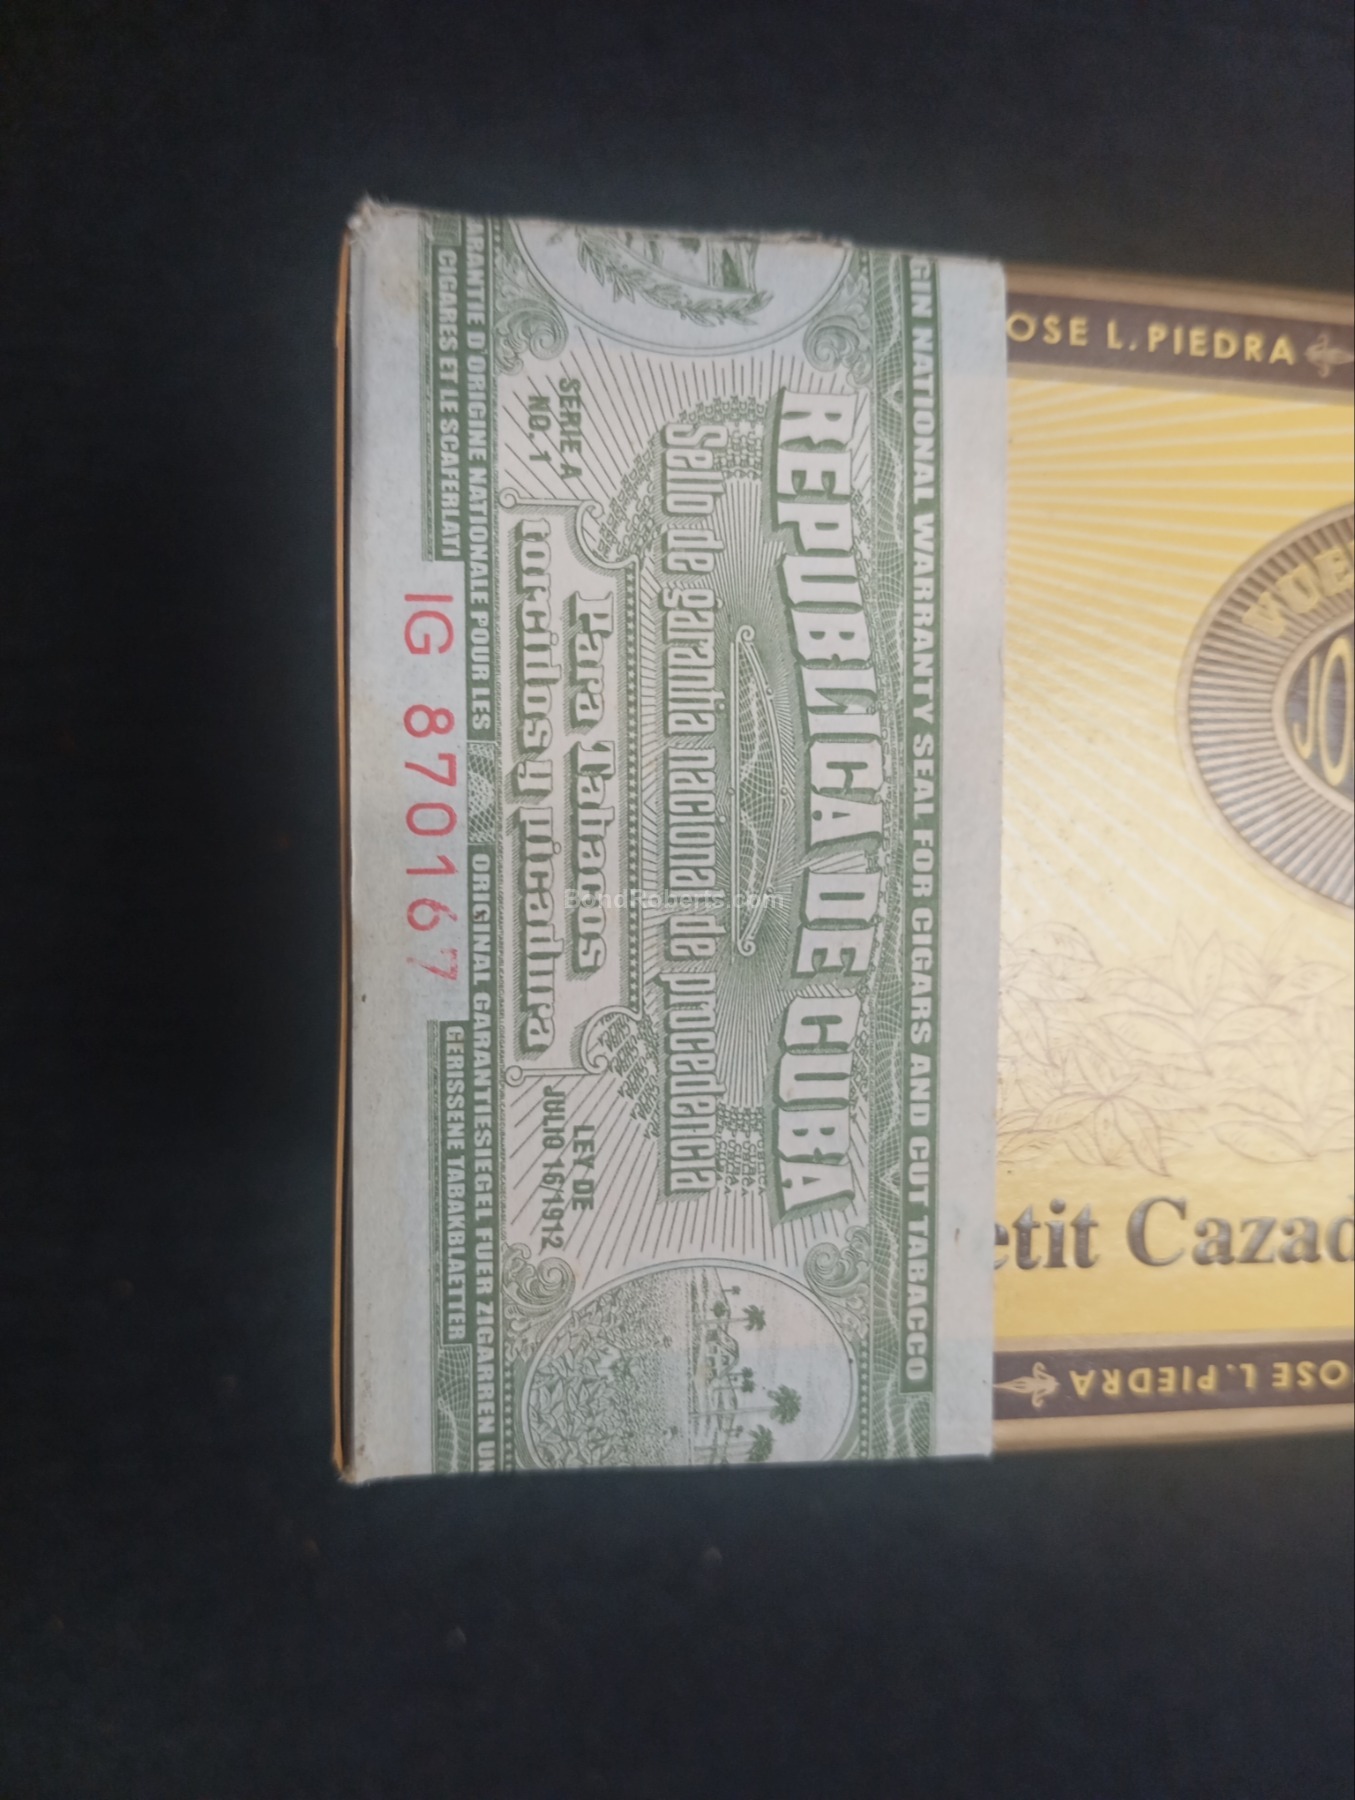 GIN NATIONAL WARRANTY SEAL FOR CIGARS AND CUT TABACCO
REPUBLICA DE CUBA
Sello de garantia nacional de procedencia
SERIE A
NO. 1
Para Tabacos
torcidos y picadura
LEY DE
JULIO 16/1912
ARANTIE D'ORIGINE NATIONALE POUR LES
CIGARES ET LE SCAFERLATI
ORIGINAL GARANTIESIEGEL FUER ZIGARREN UN
GERISSENE TABAKBLAETTER
IG 870167
OSE L. PIEDRA
VUE
JO
etit Cazad
OSE L. PIEDRA
BondRoberts.com